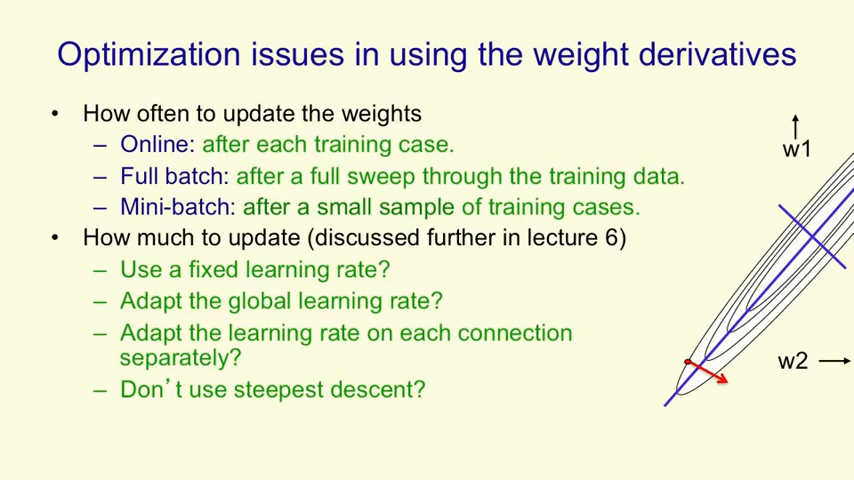 Optimization issues in using the weight derivatives
• How often to update the weights
– Online: after each training case.
– Full batch: after a full sweep through the training data.
– Mini-batch: after a small sample of training cases.
• How much to update (discussed further in lecture 6)
– Use a fixed learning rate?
– Adapt the global learning rate?
– Adapt the learning rate on each connection
separately?
– Don’t use steepest descent?
w1
w2